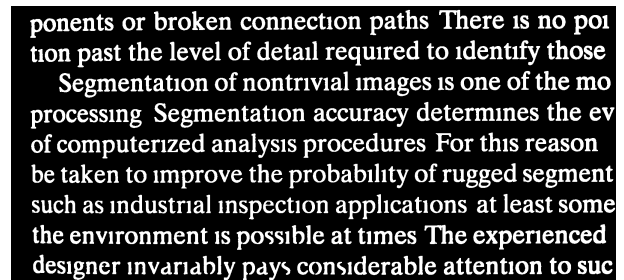 ponents or broken connection paths There is no poi
tion past the level of detail required to identify those
Segmentation of nontrivial images is one of the mo
processing Segmentation accuracy determines the ev
of computerized analysis procedures For this reason
be taken to improve the probability of rugged segment
such as industrial inspection applications at least some
the environment is possible at times The experienced
designer invariably pays considerable attention to suc